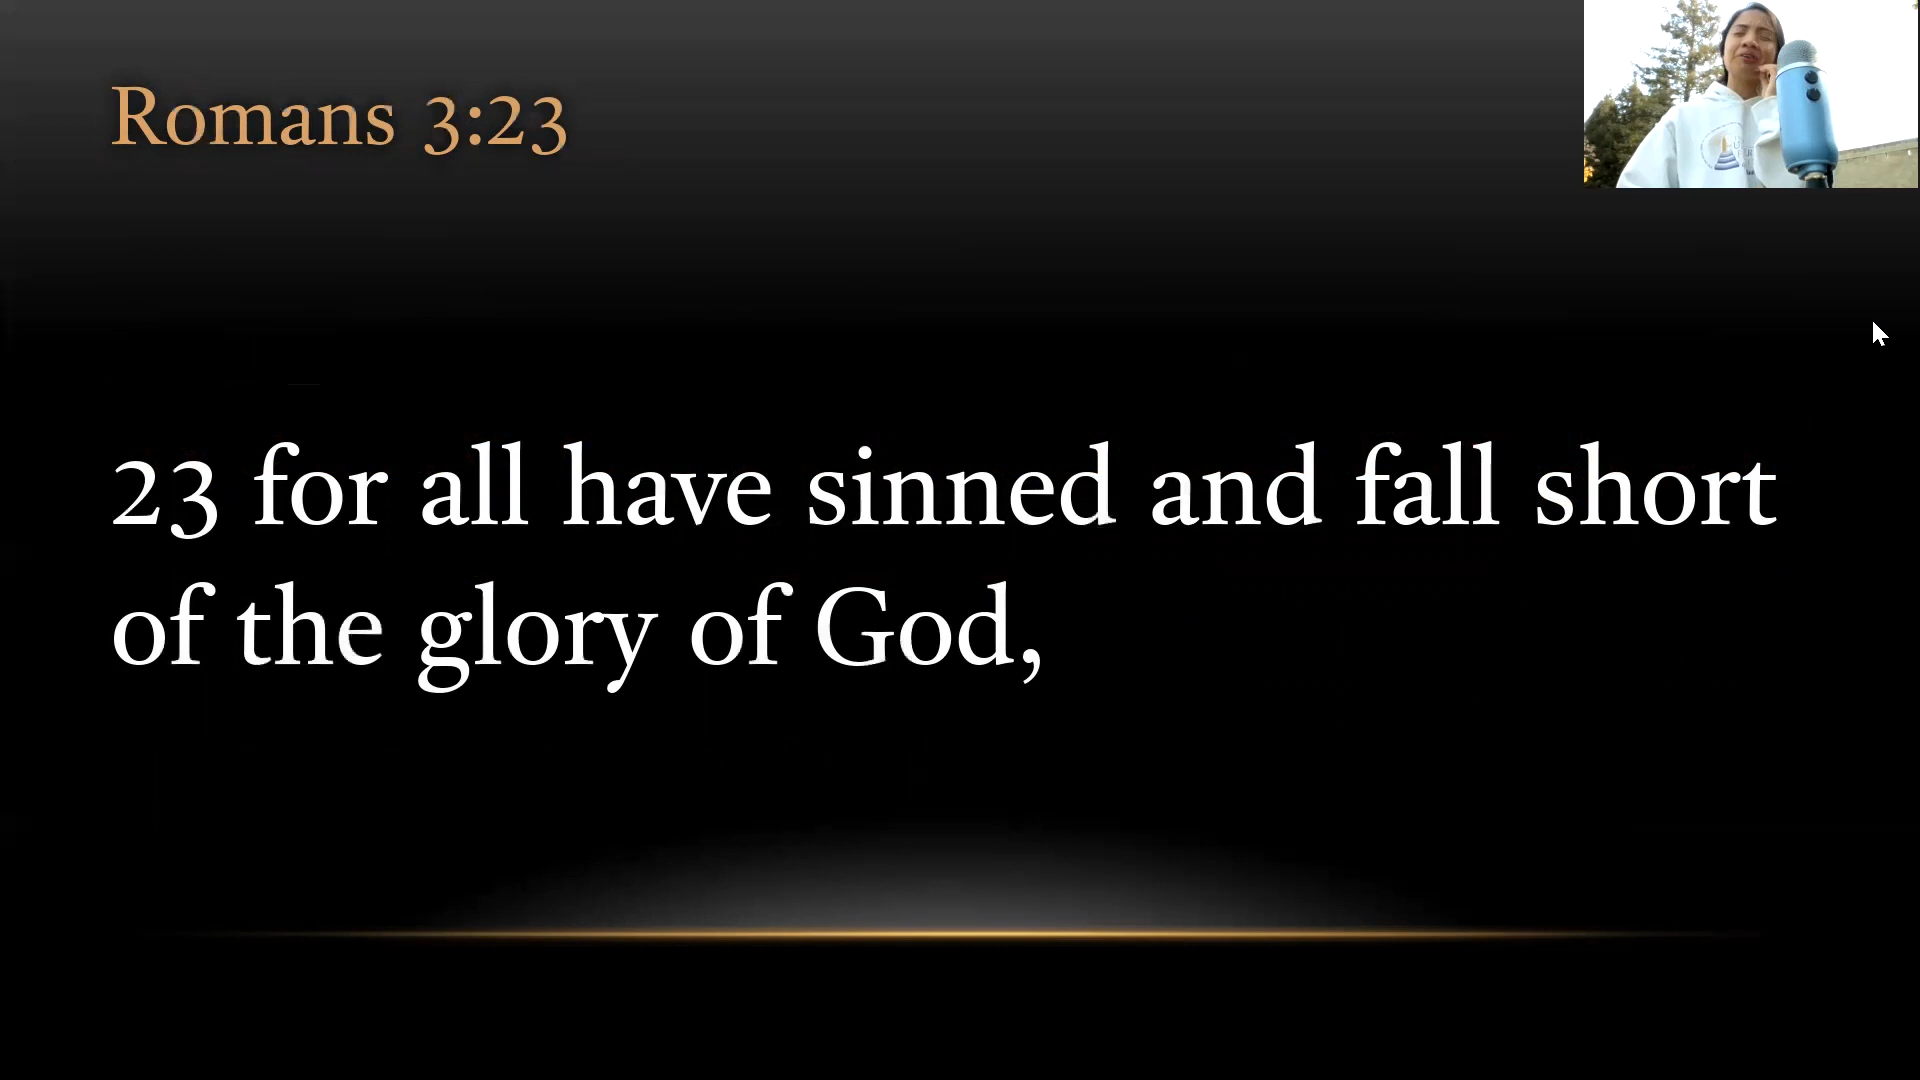 Romans 3:23
23 for all have sinned and fall short
of the glory of God,